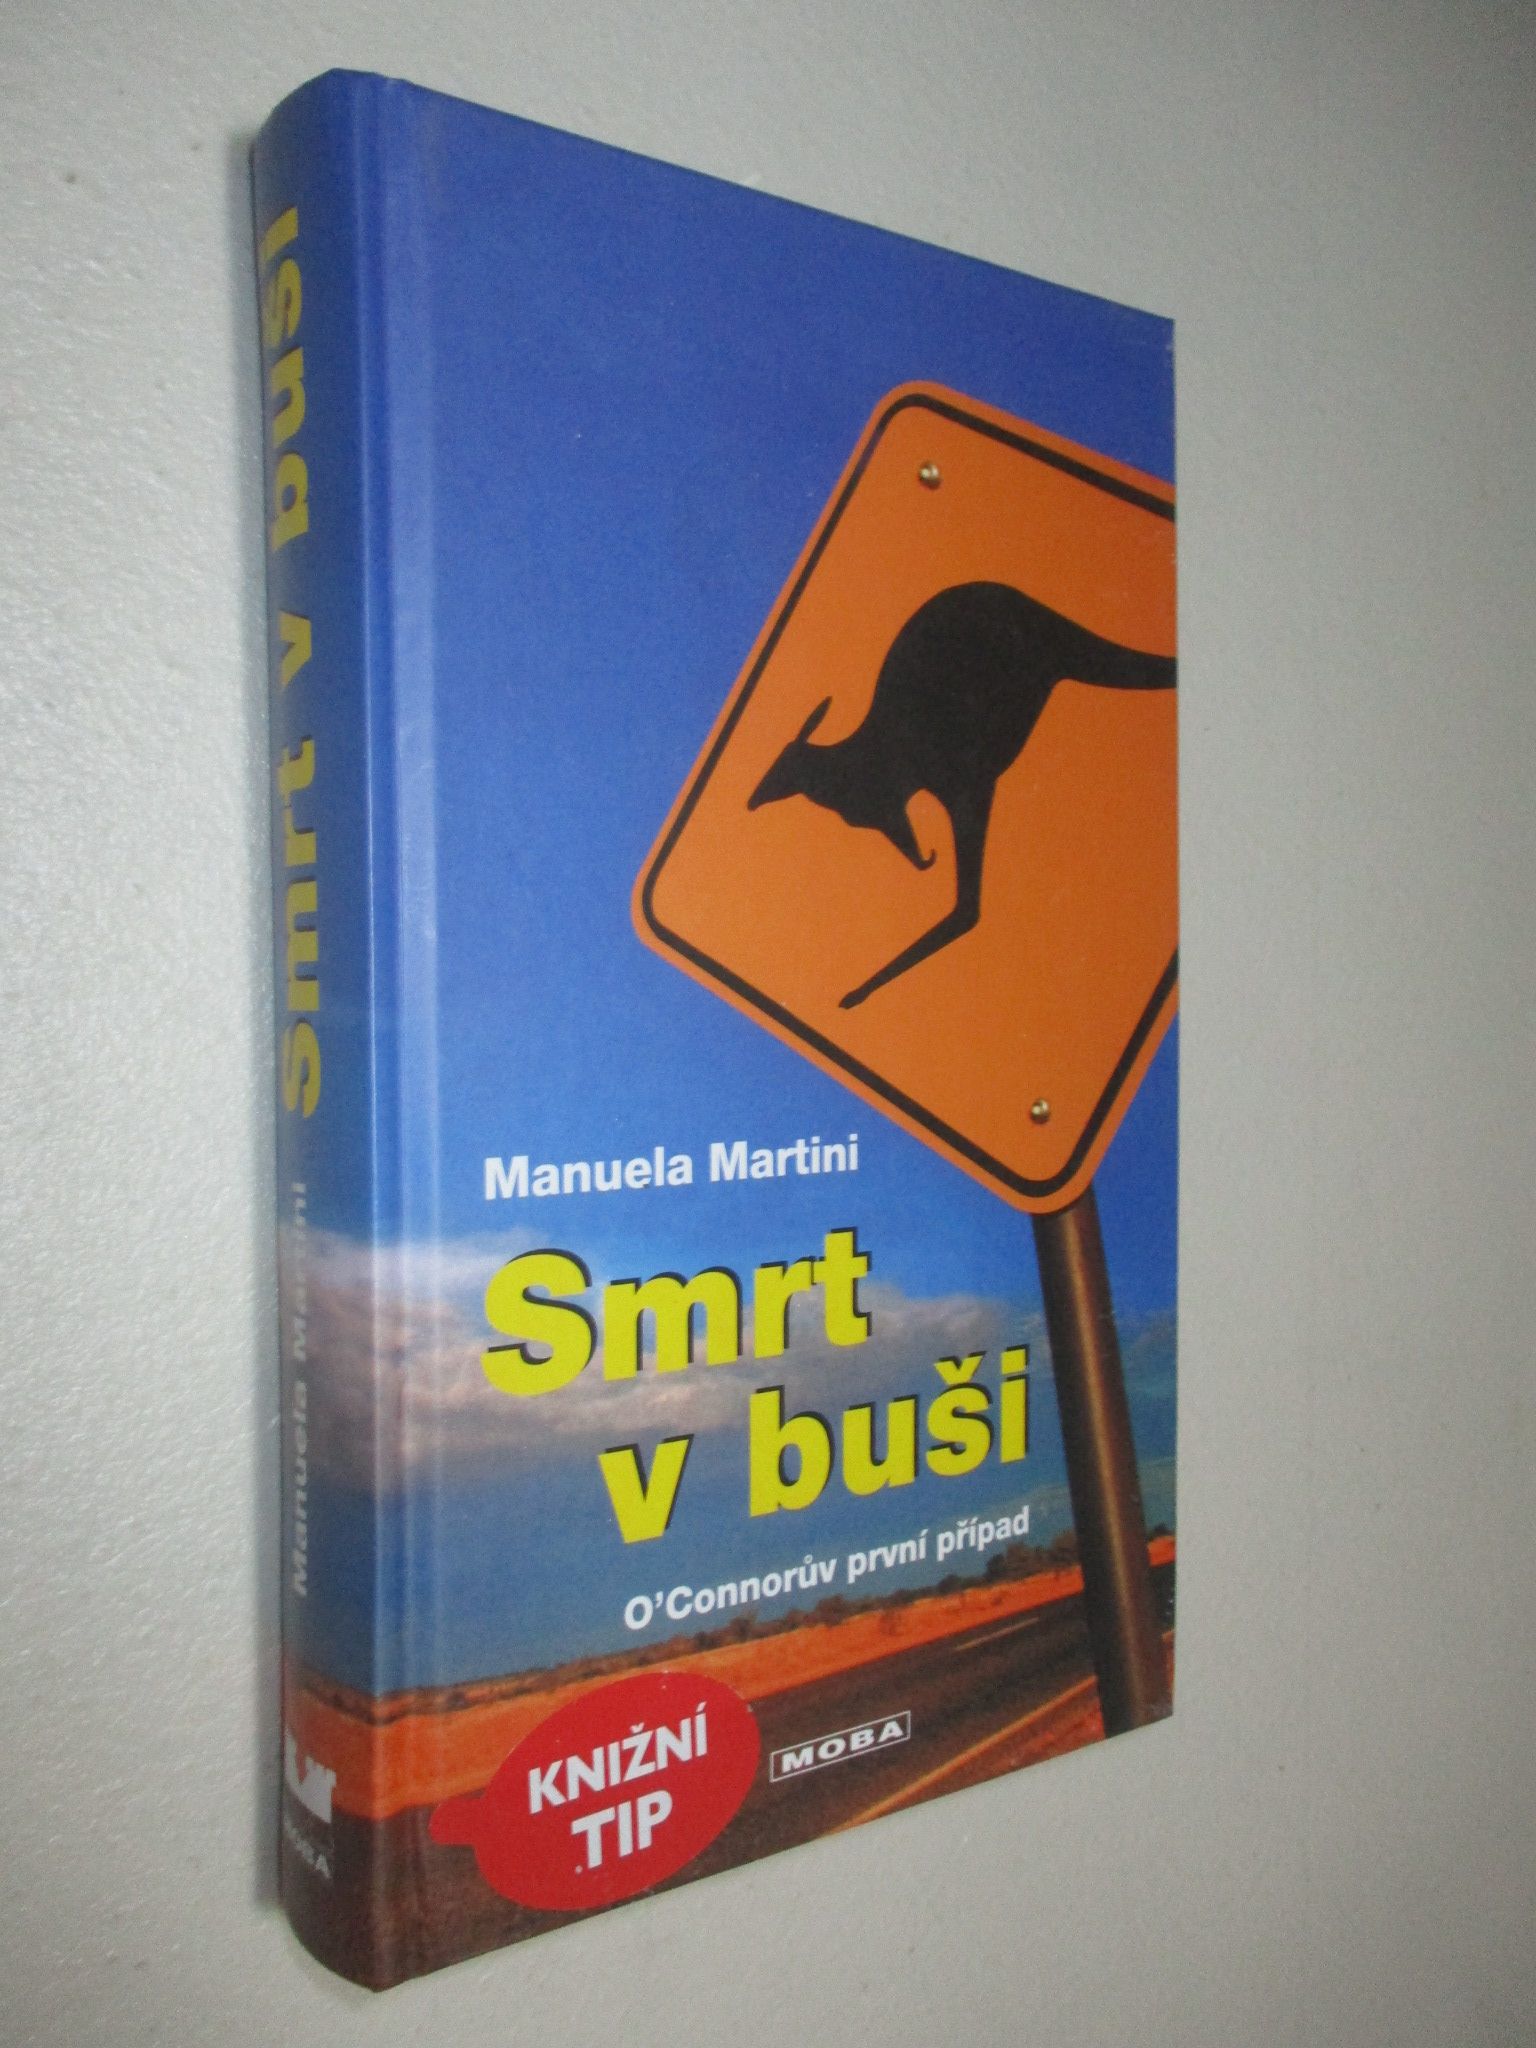 Smrt v buši
Manuela Martini
MOBA
Manuela Martini
Smrt
v buši
O'Connorův první případ
KNIŽNÍ
TIP
MOBA